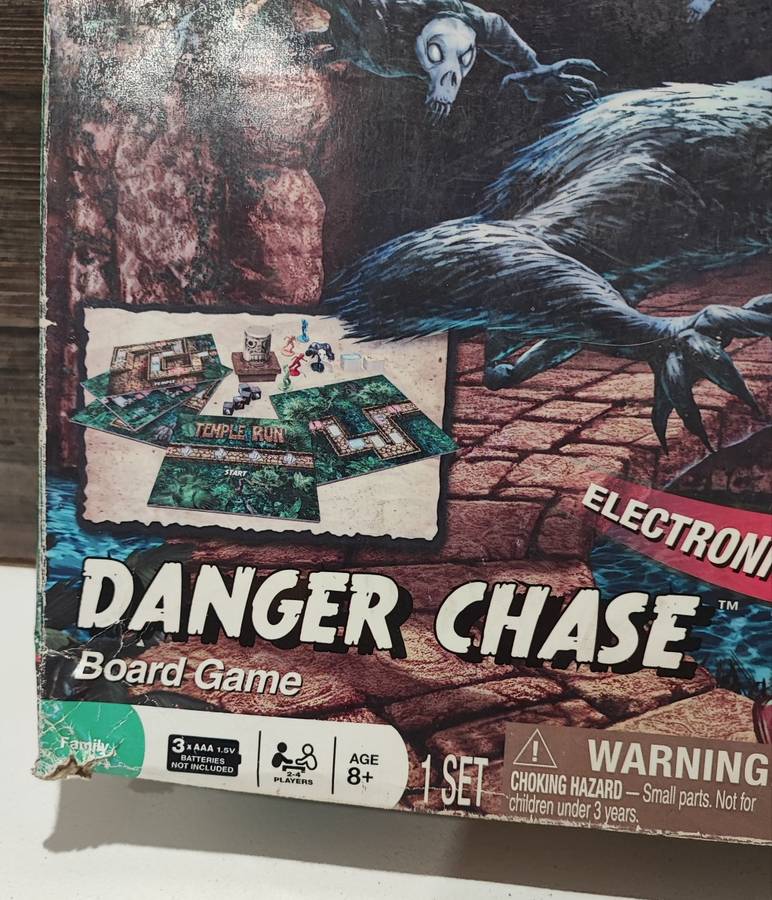 TEMPLE
TEMPLE RUN
START
ELECTRONI
DANGER CHASE™
Board Game
Family
3 x AAA 1.5V
BATTERIES
NOT INCLUDED
2-4
PLAYERS
AGE
8+
1 SET
WARNING
CHOKING HAZARD — Small parts. Not for
children under 3 years.